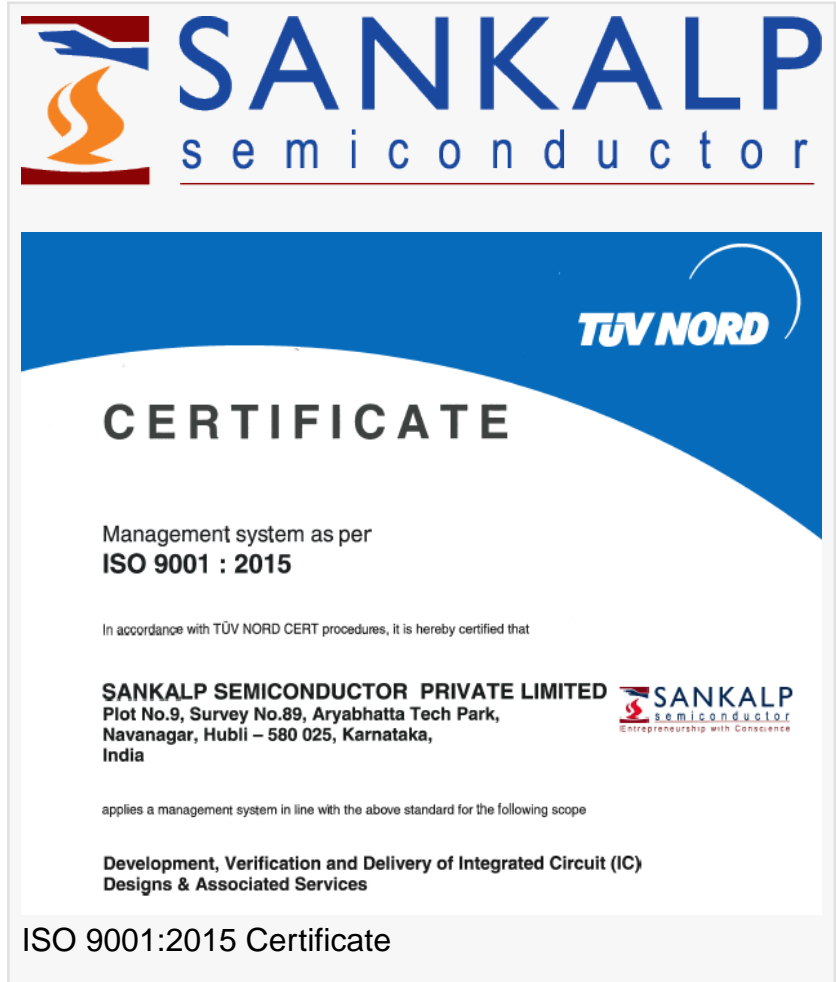 SANKALP
semiconductor
TÜV NORD
CERTIFICATE
Management system as per
ISO 9001 : 2015
In accordance with TÜV NORD CERT procedures, it is hereby certified that
SANKALP SEMICONDUCTOR PRIVATE LIMITED
Plot No.9, Survey No.89, Aryabhatta Tech Park,
Navanagar, Hubli – 580 025, Karnataka,
India
SANKALP
semiconductor
Entrepreneurship with Conscience
applies a management system in line with the above standard for the following scope
Development, Verification and Delivery of Integrated Circuit (IC)
Designs & Associated Services
ISO 9001:2015 Certificate